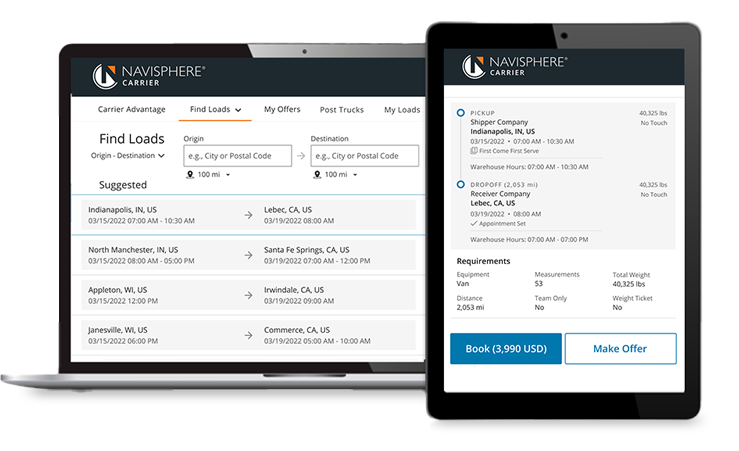 NAVISPHERE®
CARRIER
Carrier Advantage
Find Loads
My Offers
Post Trucks
My Loads
Find Loads
Origin - Destination
Origin
e.g., City or Postal Code
100 mi
Destination
e.g., City or Postal Code
100 mi
Suggested
Indianapolis, IN, US
03/15/2022 07:00 AM - 10:30 AM
Lebec, CA, US
03/19/2022 08:00 AM
North Manchester, IN, US
03/15/2022 08:00 AM - 05:00 PM
Santa Fe Springs, CA, US
03/19/2022 07:00 AM - 12:00 PM
Appleton, WI, US
03/15/2022 12:00 PM
Irwindale, CA, US
03/19/2022 09:00 AM
Janesville, WI, US
03/15/2022 06:00 PM
Commerce, CA, US
03/19/2022 05:00 AM - 10:00 AM
NAVISPHERE®
CARRIER
PICKUP
40,325 lbs
Shipper Company
No Touch
Indianapolis, IN, US
03/15/2022 • 07:00 AM - 10:30 AM
First Come First Serve
Warehouse Hours: 07:00 AM - 10:30 AM
DROPOFF (2,053 mi)
40,325 lbs
Receiver Company
No Touch
Lebec, CA, US
03/19/2022 • 08:00 AM
Appointment Set
Warehouse Hours: 07:00 AM - 07:00 PM
Requirements
Equipment
Van
Measurements
53
Total Weight
40,325 lbs
Distance
2,053 mi
Team Only
No
Weight Ticket
No
Book (3,990 USD)
Make Offer